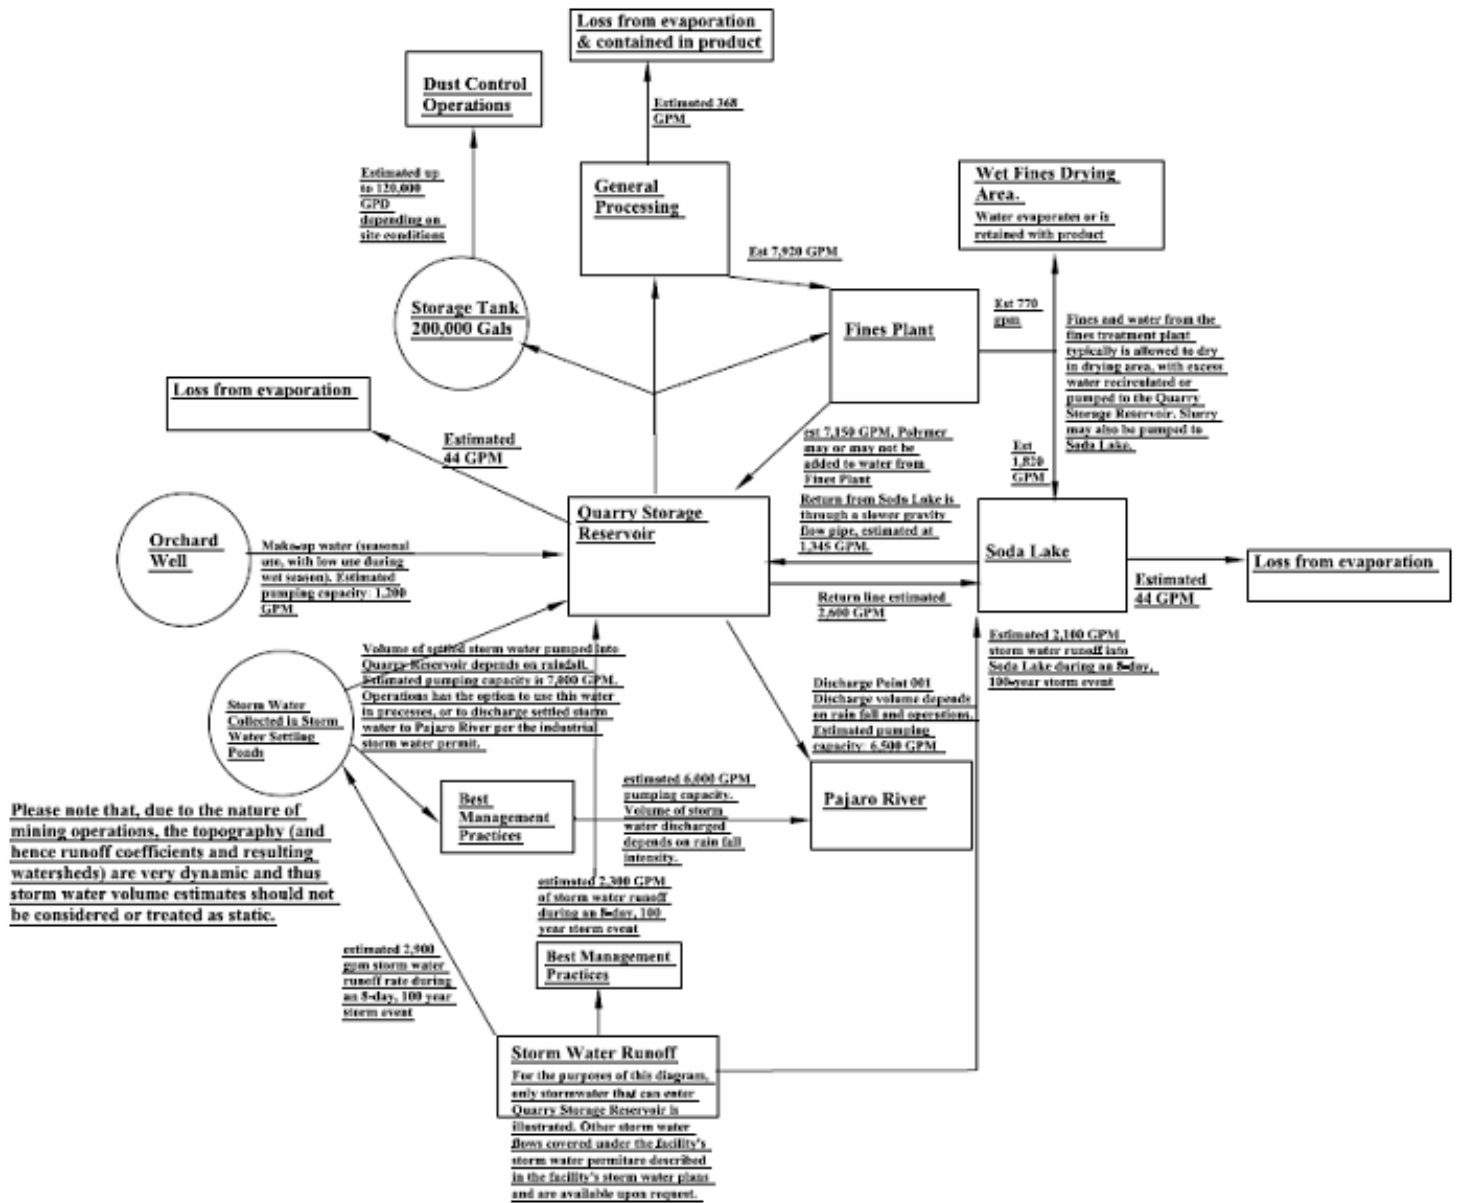 Loss from evaporation
& contained in product
Dust Control
Operations
Estimated 368
GPM
Estimated up
to 120,000
GPD
depending on
site conditions
General
Processing
Wet Fines Drying
Area.
Water evaporates or is
retained with product
Est 7,920 GPM
Storage Tank
200,000 Gals
Fines Plant
Est 770
gpm
Fines and water from the
fines treatment plant
typically is allowed to dry
in drying area, with excess
water recirculated or
pumped to the Quarry
Storage Reservoir. Slurry
may also be pumped to
Soda Lake.
Loss from evaporation
Estimated
44 GPM
est 7,150 GPM, Polymer
may or may not be
added to water from
Fines Plant
Est
1,820
GPM
Quarry Storage
Reservoir
Return from Soda Lake is
through a slower gravity
flow pipe, estimated at
1,345 GPM.
Soda Lake
Orchard
Well
Make-up water (seasonal
use, with low use during
wet season). Estimated
pumping capacity: 1,200
GPM
Return line estimated
2,600 GPM
Estimated
44 GPM
Loss from evaporation
Volume of settled storm water pumped into
Quarga Reservoir depends on rainfall.
Estimated pumping capacity is 7,000 GPM.
Operations has the option to use this water
in processes, or to discharge settled storm
water to Pajaro River per the industrial
storm water permit.
Estimated 2,100 GPM
storm water runoff into
Soda Lake during an 8-day,
100-year storm event
Storm Water
Collected in Storm
Water Settling
Ponds
Discharge Point 001
Discharge volume depends
on rain fall and operations.
Estimated pumping
capacity: 6,500 GPM
Best
Management
Practices
estimated 6,000 GPM
pumping capacity.
Volume of storm
water discharged
depends on rain fall
intensity.
Pajaro River
Please note that, due to the nature of
mining operations, the topography (and
hence runoff coefficients and resulting
watersheds) are very dynamic and thus
storm water volume estimates should not
be considered or treated as static.
estimated 2,300 GPM
of storm water runoff
during an 8-day, 100
year storm event
estimated 2,900
gpm storm water
runoff rate during
an 8-day, 100 year
storm event
Best Management
Practices
Storm Water Runoff
For the purposes of this diagram,
only stormwater that can enter
Quarry Storage Reservoir is
illustrated. Other storm water
flows covered under the facility's
storm water permitare described
in the facility's storm water plans
and are available upon request.